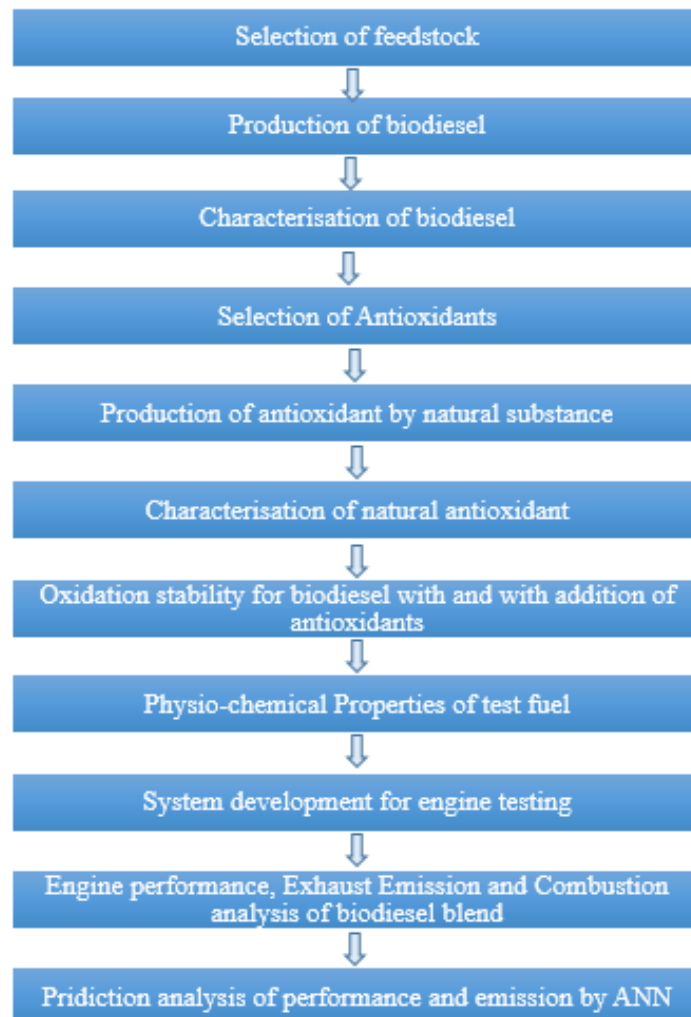 Selection of feedstock
Production of biodiesel
Characterisation of biodiesel
Selection of Antioxidants
Production of antioxidant by natural substance
Characterisation of natural antioxidant
Oxidation stability for biodiesel with and with addition of
antioxidants
Physio-chemical Properties of test fuel
System development for engine testing
Engine performance, Exhaust Emission and Combustion
analysis of biodiesel blend
Pridiction analysis of performance and emission by ANN